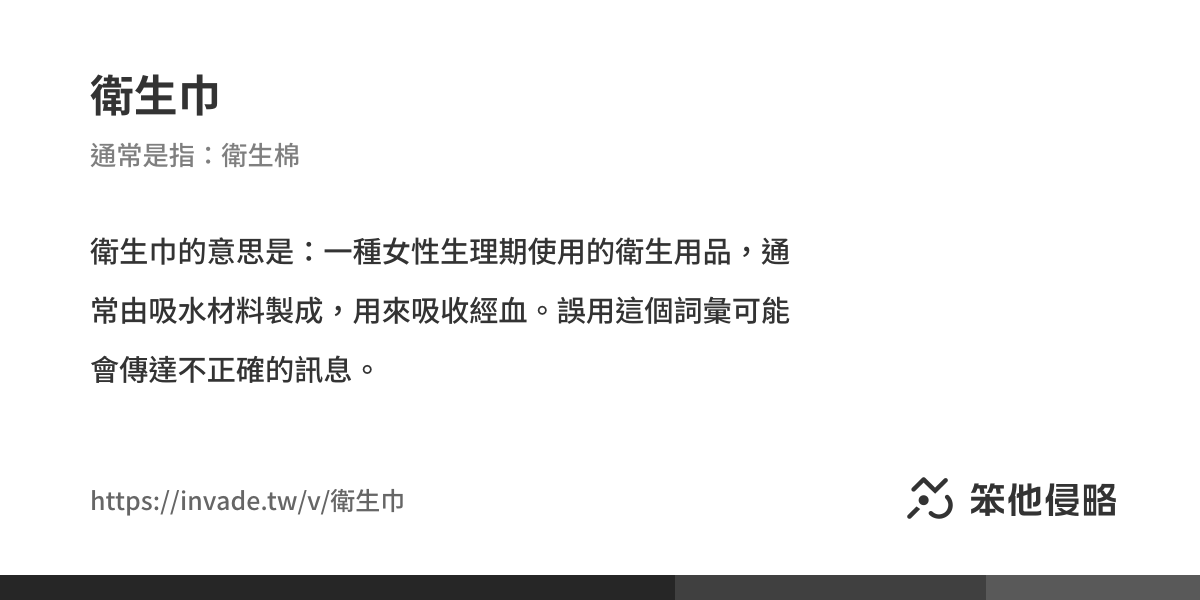 衛生巾
通常是指：衛生棉
衛生巾的意思是：一種女性生理期使用的衛生用品，通
常由吸水材料製成，用來吸收經血。誤用這個詞彙可能
會傳達不正確的訊息。
https://invade.tw/v/衛生巾
笨他侵略